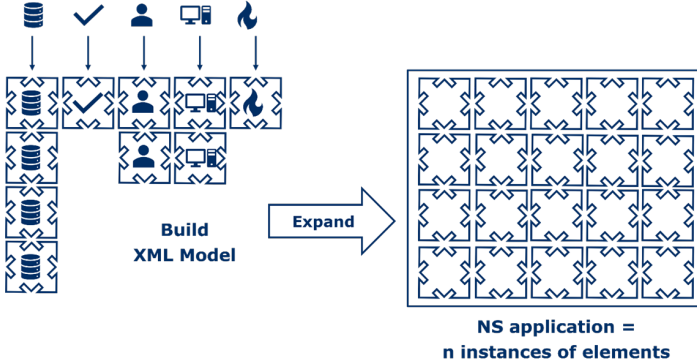 Build
XML Model
Expand
NS application =
n instances of elements